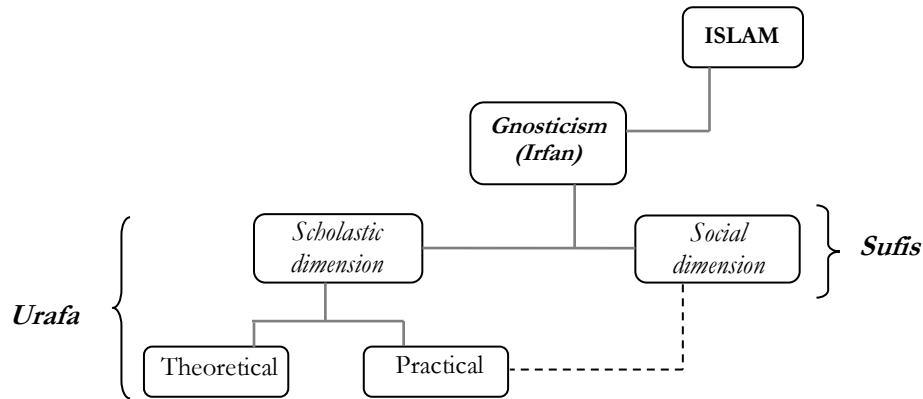 ISLAM
Gnosticism
(Irfan)
Scholastic
dimension
Social
dimension
Sufis
Urafa
Theoretical
Practical